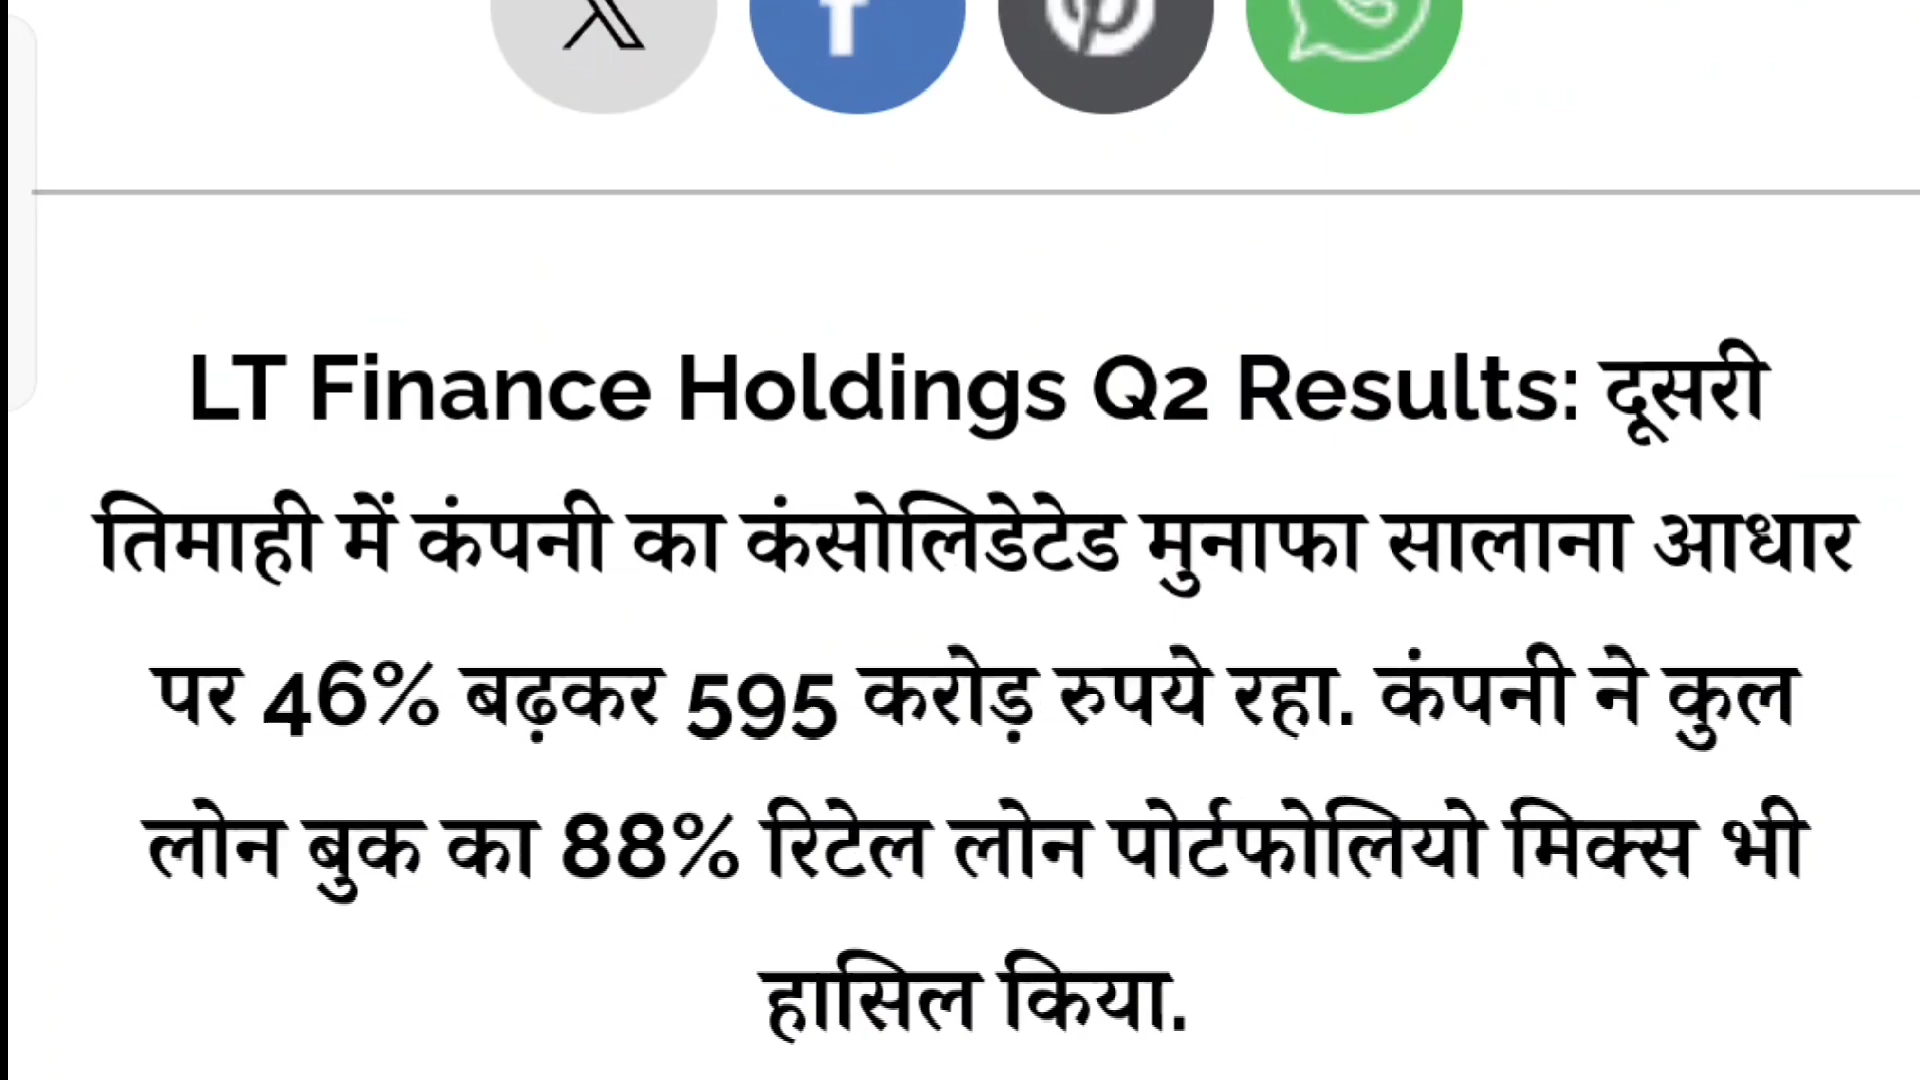 LT Finance Holdings Q2 Results: दूसरी
तिमाही में कंपनी का कंसोलिडेटेड मुनाफा सालाना आधार
पर 46% बढ़कर 595 करोड़ रुपये रहा. कंपनी ने कुल
लोन बुक का 88% रिटेल लोन पोर्टफोलियो मिक्स भी
हासिल किया.